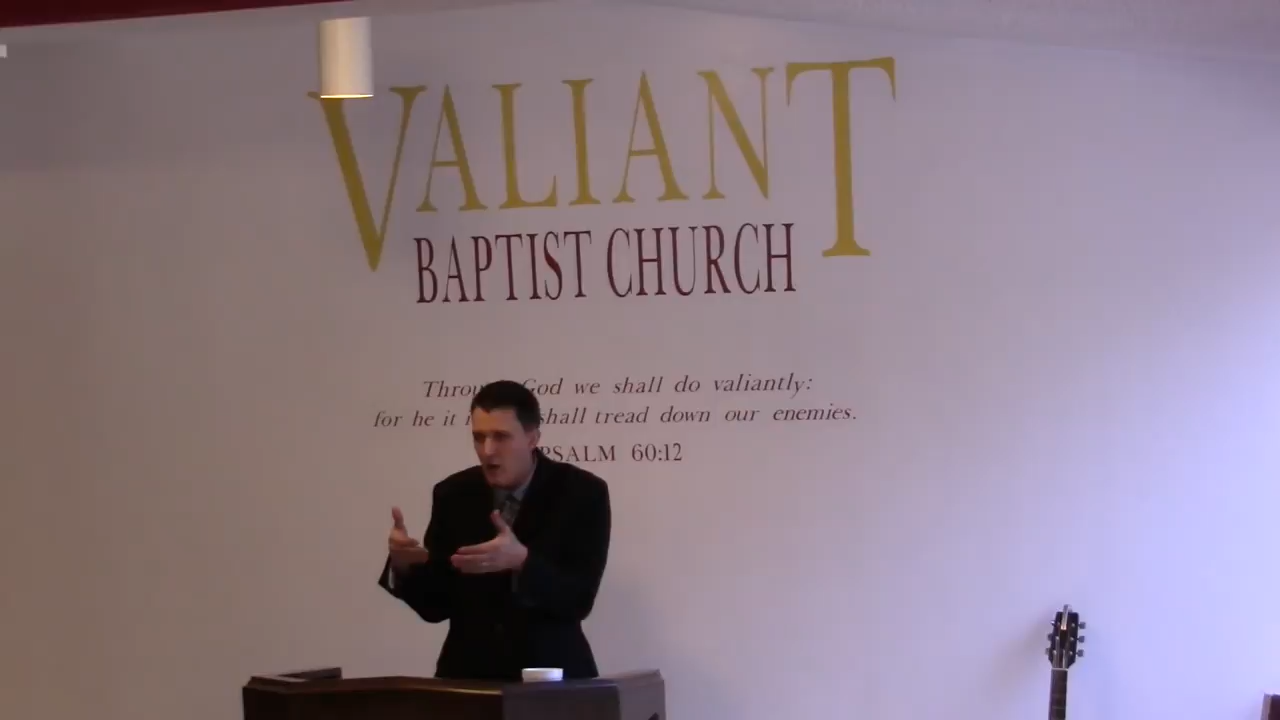 VALIANT
BAPTIST CHURCH
Throu God we shall do valiantly:
for he it i shall tread down our enemies.
PSALM 60:12